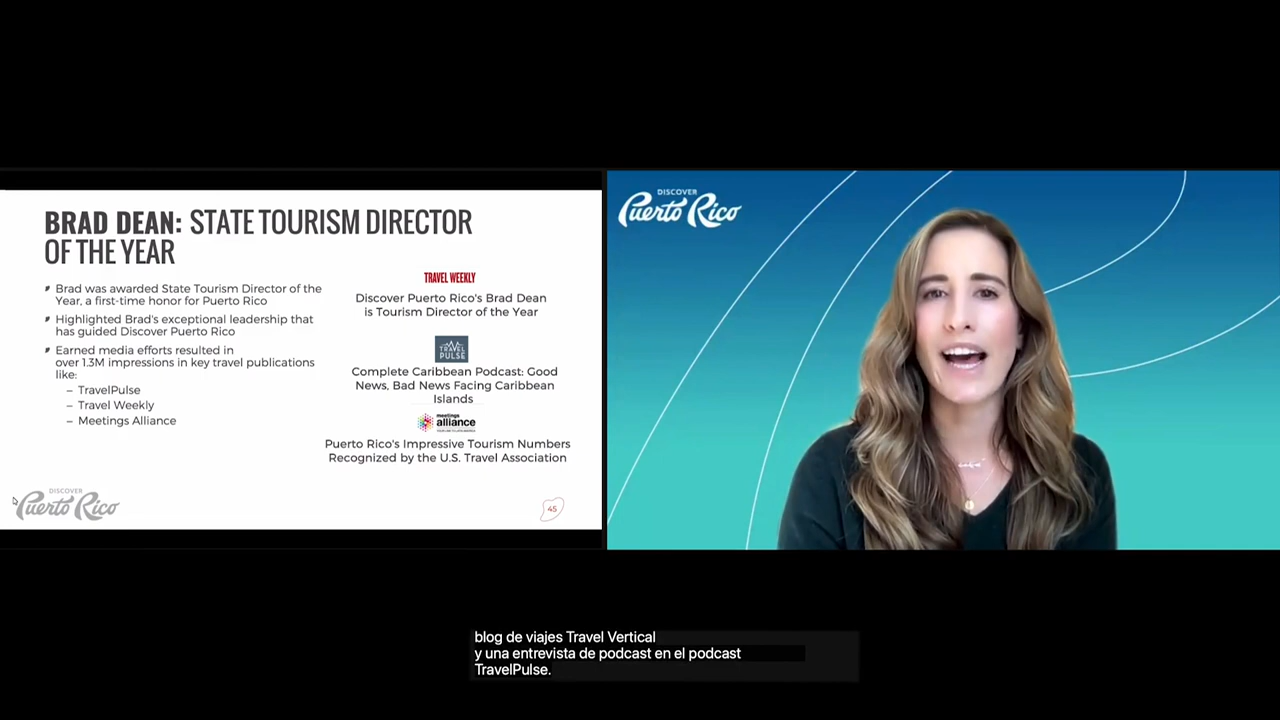 BRAD DEAN: STATE TOURISM DIRECTOR
OF THE YEAR
Brad was awarded State Tourism Director of the
Year, a first-time honor for Puerto Rico
Highlighted Brad's exceptional leadership that
has guided Discover Puerto Rico
Earned media efforts resulted in
over 1.3M impressions in key travel publications
like:
– TravelPulse
– Travel Weekly
– Meetings Alliance
TRAVEL WEEKLY
Discover Puerto Rico's Brad Dean
is Tourism Director of the Year
TRAVEL
PULSE
Complete Caribbean Podcast: Good
News, Bad News Facing Caribbean
Islands
meetings
alliance
Puerto Rico's Impressive Tourism Numbers
Recognized by the U.S. Travel Association
DISCOVER
Puerto Rico
45
DISCOVER
Puerto Rico
blog de viajes Travel Vertical
y una entrevista de podcast en el podcast
TravelPulse.